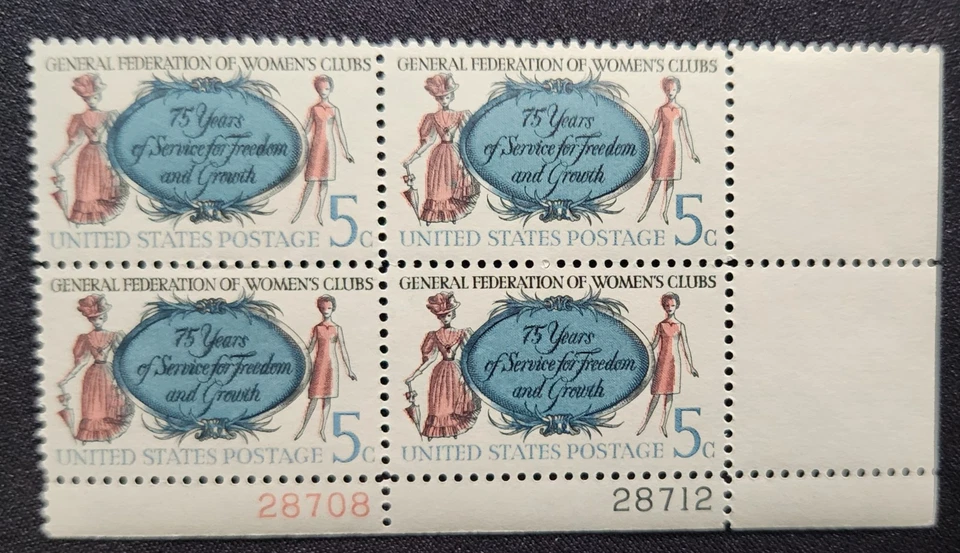 GENERAL FEDERATION OF WOMEN'S CLUBS
75 Years
of Service for Freedom
and Growth
5c
UNITED STATES POSTAGE
GENERAL FEDERATION OF WOMEN'S CLUBS
75 Years
of Service for Freedom
and Growth
5c
UNITED STATES POSTAGE
GENERAL FEDERATION OF WOMEN'S CLUBS
75 Years
of Service for Freedom
and Growth
5c
UNITED STATES POSTAGE
GENERAL FEDERATION OF WOMEN'S CLUBS
75 Years
of Service for Freedom
and Growth
5c
UNITED STATES POSTAGE
28708
28712